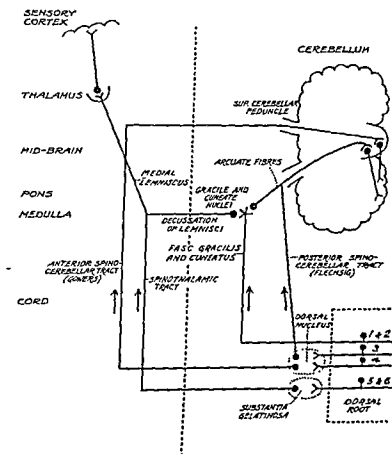 SENSORY
CORTEX
CEREBELLUM
THALAMUS
SUP. CEREBELLAR
PEDUNCLE
MID-BRAIN
ARCUATE FIBRES
MEDIAL
LEMNISCUS
PONS
GRACILE AND
CUNEATE
NUCLEI
MEDULLA
DECUSSATION
OF LEMNISCI
FASC GRACILIS
AND CUNEATUS
POSTERIOR SPINO-
CEREBELLAR TRACT
(FLECHSIG)
ANTERIOR SPINO-
CEREBELLAR TRACT
(GOWERS)
SPINOTHALAMIC
TRACT
CORD
DORSAL
NUCLEUS
1 & 2
3
4
5 & 6
SUBSTANTIA
GELATINOSA
DORSAL
ROOT